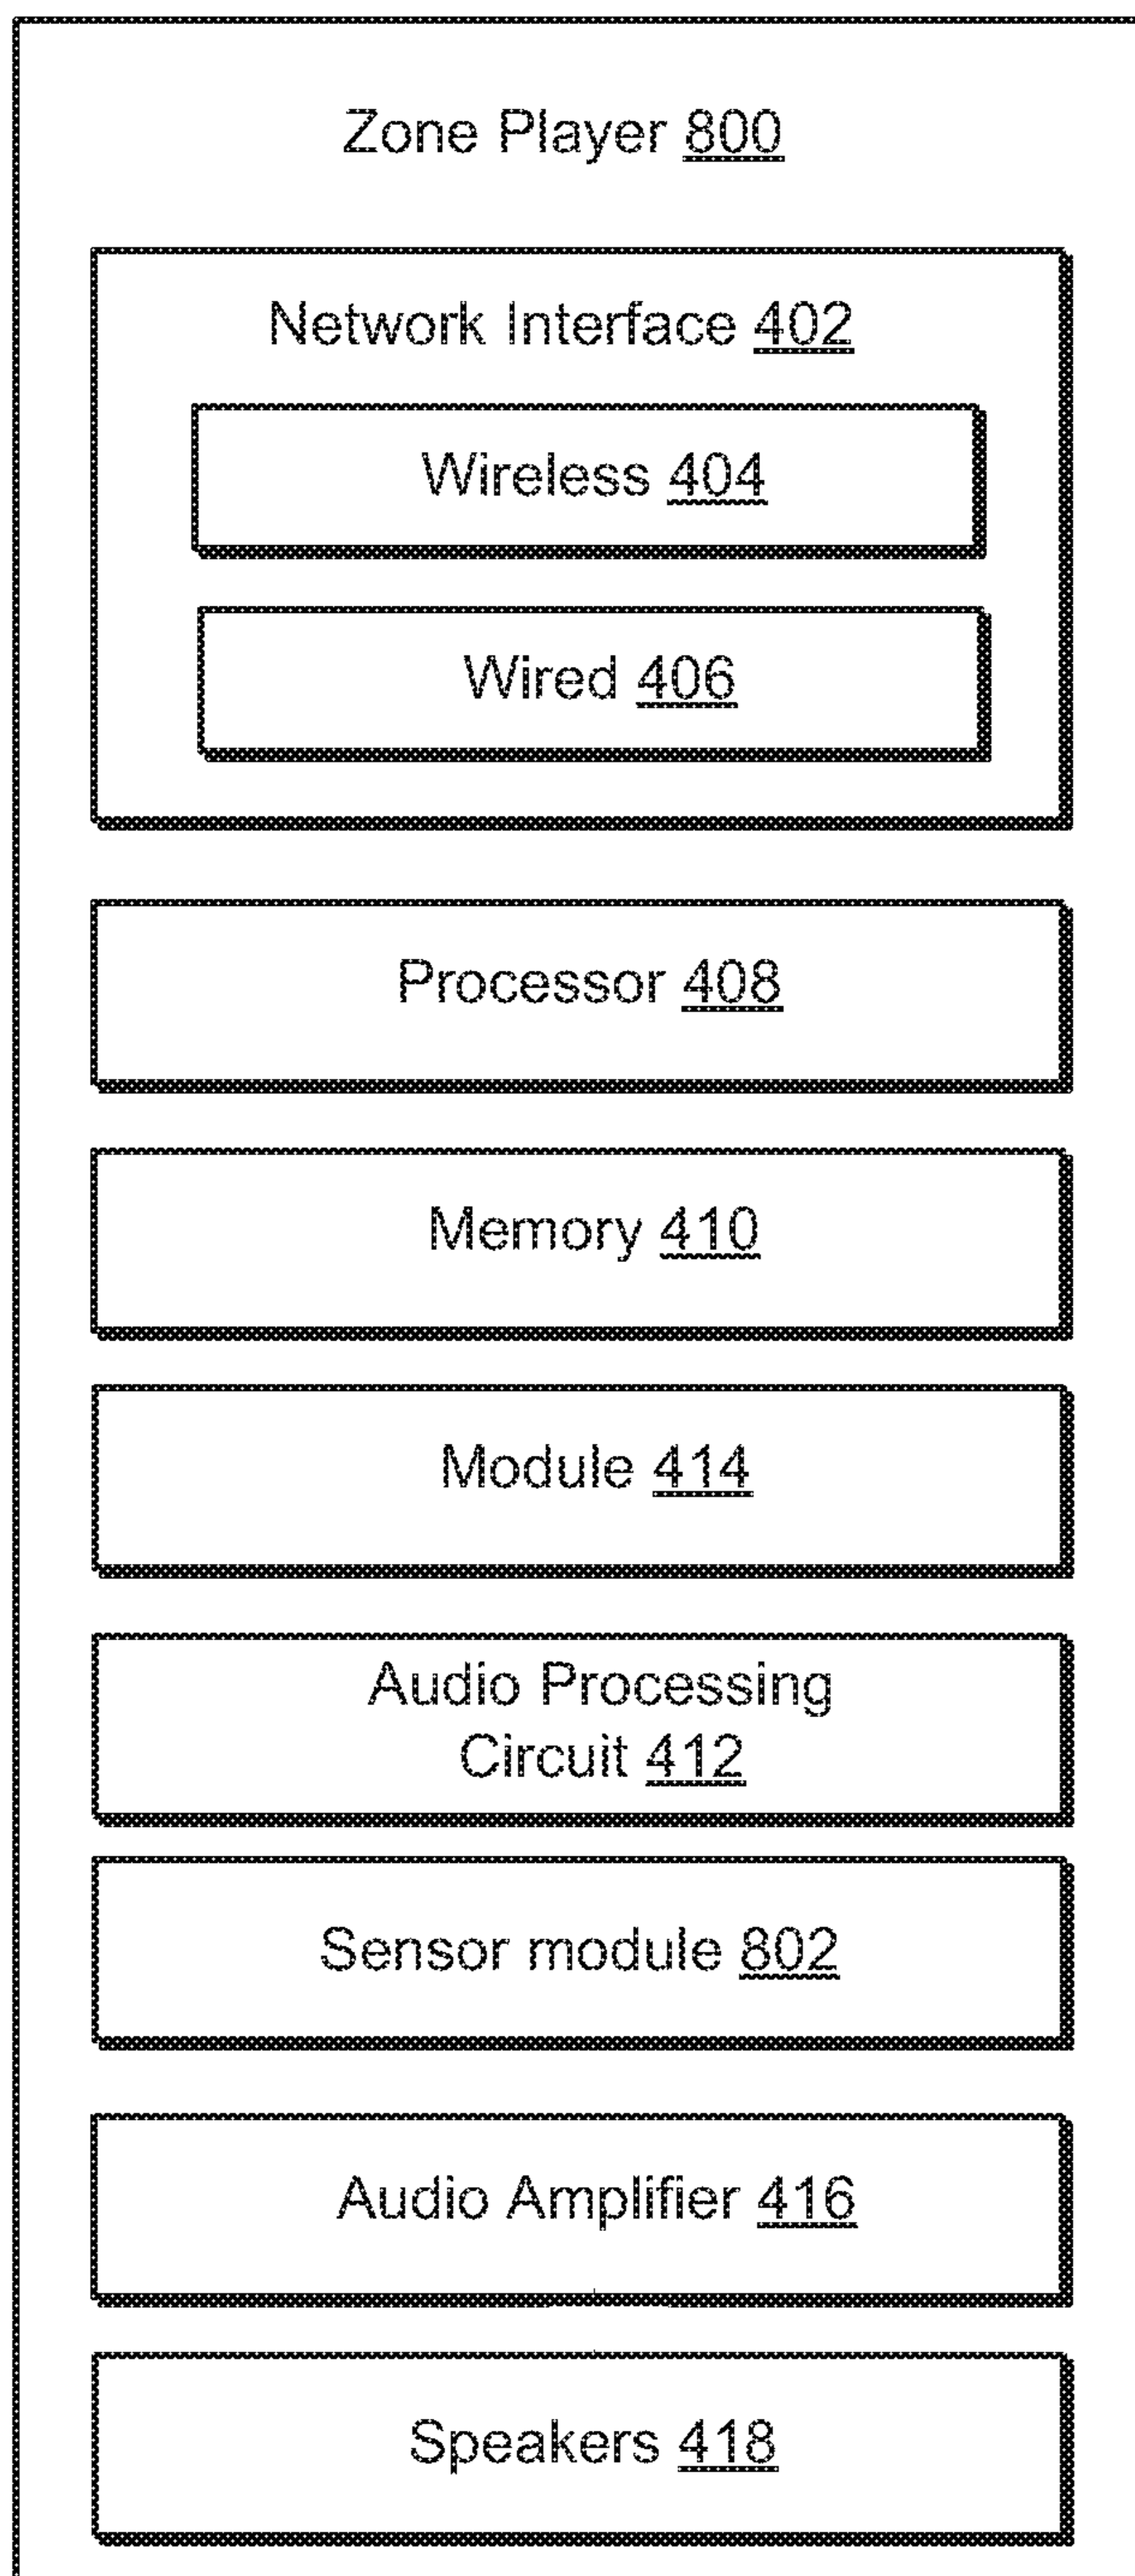 Zone Player 800
Network Interface 402
Wireless 404
Wired 406
Processor 408
Memory 410
Module 414
Audio Processing
Circuit 412
Sensor module 802
Audio Amplifier 416
Speakers 418